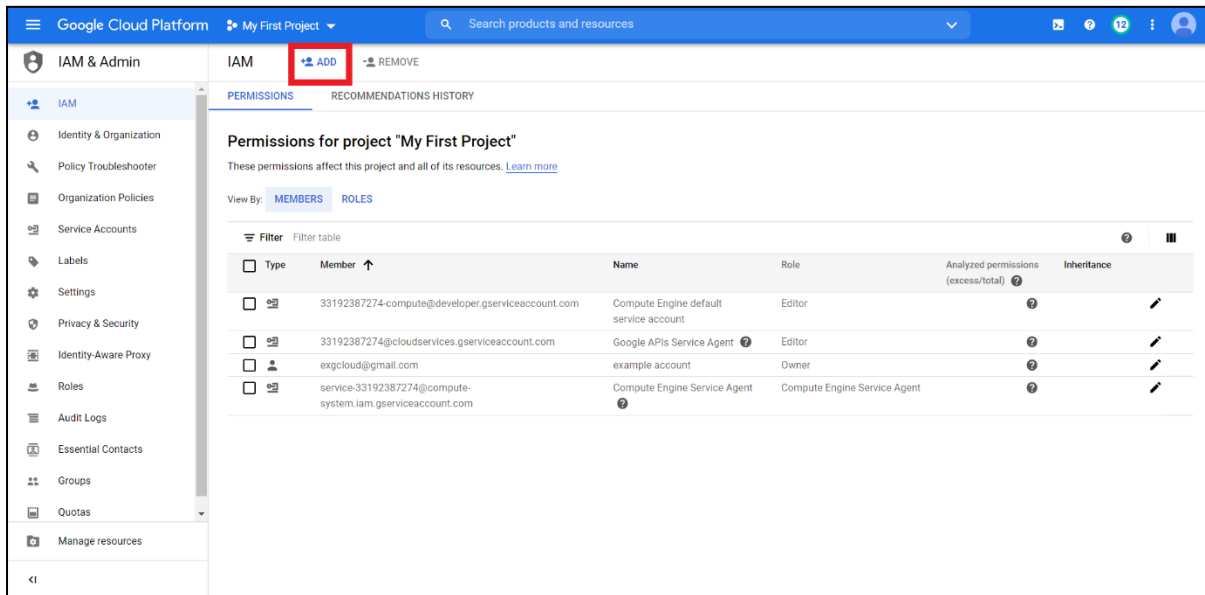 Google Cloud Platform My First Project Search products and resources 12
IAM & Admin IAM ADD REMOVE
IAM PERMISSIONS RECOMMENDATIONS HISTORY
Identity & Organization
Permissions for project "My First Project"
Policy Troubleshooter These permissions affect this project and all of its resources. Learn more
Organization Policies View By: MEMBERS ROLES
Service Accounts
Filter Filter table
Labels
Type Member Name Role Analyzed permissions Inheritance
(excess/total)
Settings
33192387274-compute@developer.gserviceaccount.com Compute Engine default Editor
service account
Privacy & Security
33192387274@cloudservices.gserviceaccount.com Google APIs Service Agent Editor
Identity-Aware Proxy
exgcloud@gmail.com example account Owner
Roles
service-33192387274@compute- Compute Engine Service Agent Compute Engine Service Agent
system.iam.gserviceaccount.com
Audit Logs
Essential Contacts
Groups
Quotas
Manage resources